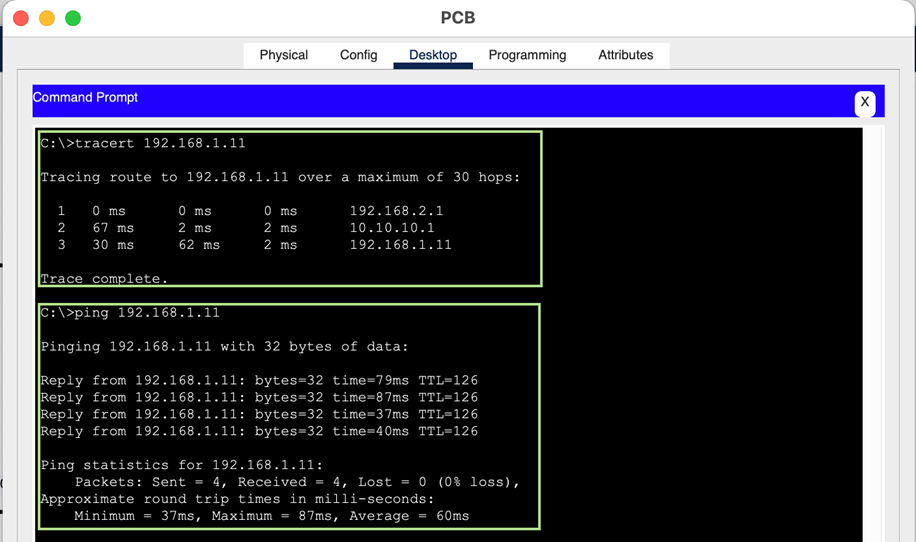 PCB
Physical Config Desktop Programming Attributes
Command Prompt
X
C:\>tracert 192.168.1.11
Tracing route to 192.168.1.11 over a maximum of 30 hops:
1 0 ms 0 ms 0 ms 192.168.2.1
2 67 ms 2 ms 2 ms 10.10.10.1
3 30 ms 62 ms 2 ms 192.168.1.11
Trace complete.
C:\>ping 192.168.1.11
Pinging 192.168.1.11 with 32 bytes of data:
Reply from 192.168.1.11: bytes=32 time=79ms TTL=126
Reply from 192.168.1.11: bytes=32 time=87ms TTL=126
Reply from 192.168.1.11: bytes=32 time=37ms TTL=126
Reply from 192.168.1.11: bytes=32 time=40ms TTL=126
Ping statistics for 192.168.1.11:
Packets: Sent = 4, Received = 4, Lost = 0 (0% loss),
Approximate round trip times in milli-seconds:
Minimum = 37ms, Maximum = 87ms, Average = 60ms